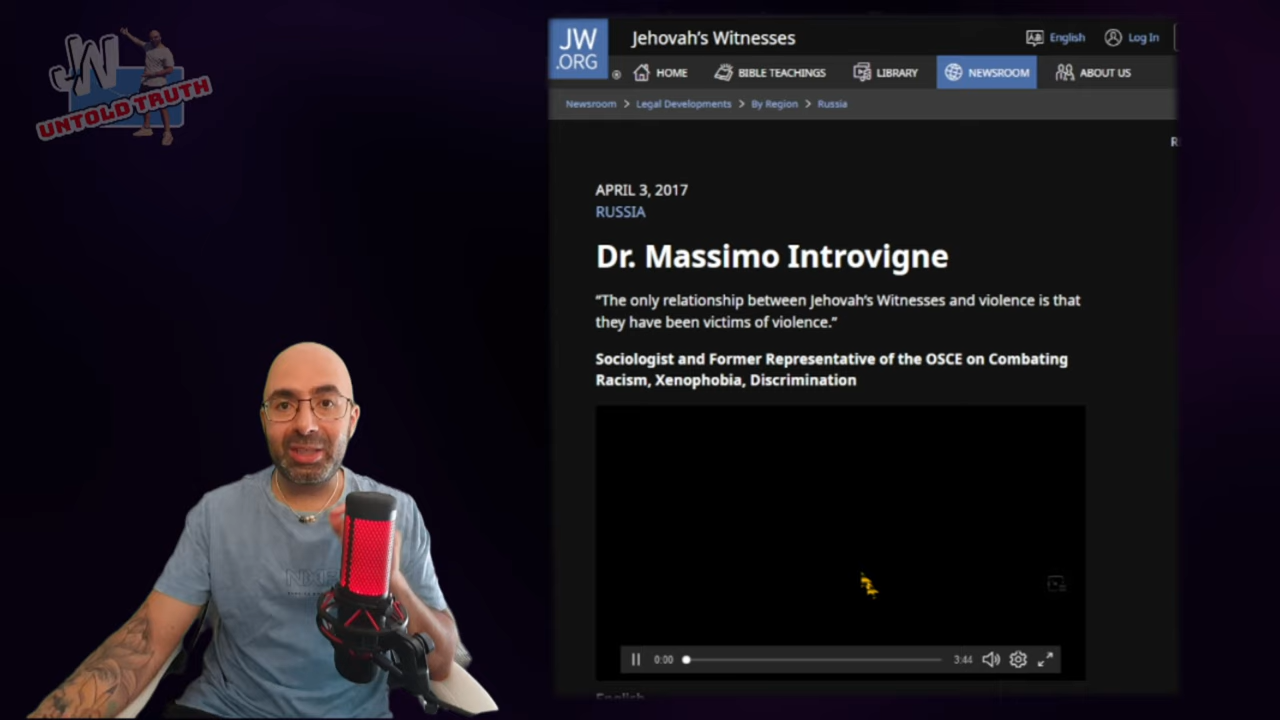 JW
UNTOLD TRUTH
JW
.ORG
Jehovah's Witnesses
English
Log In
HOME
BIBLE TEACHINGS
LIBRARY
NEWSROOM
ABOUT US
Newsroom > Legal Developments > By Region > Russia
APRIL 3, 2017
RUSSIA
Dr. Massimo Introvigne
“The only relationship between Jehovah’s Witnesses and violence is that
they have been victims of violence.”
Sociologist and Former Representative of the OSCE on Combating
Racism, Xenophobia, Discrimination
0:00
3:44
English